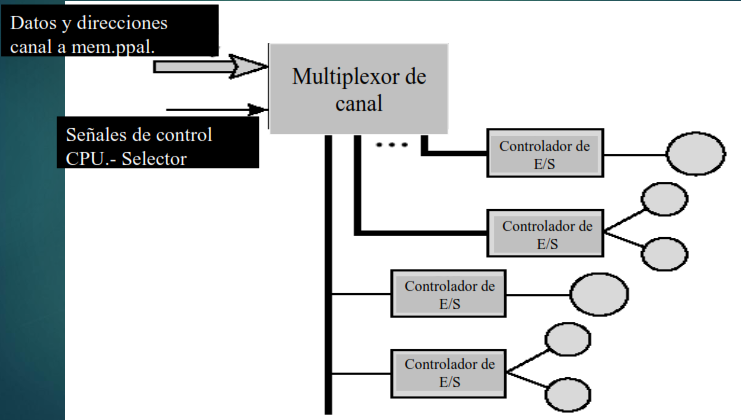 Datos y direcciones
canal a mem.ppal.
Multiplexor de
canal
Señales de control
CPU.- Selector
Controlador de
E/S
Controlador de
E/S
Controlador de
E/S
Controlador de
E/S